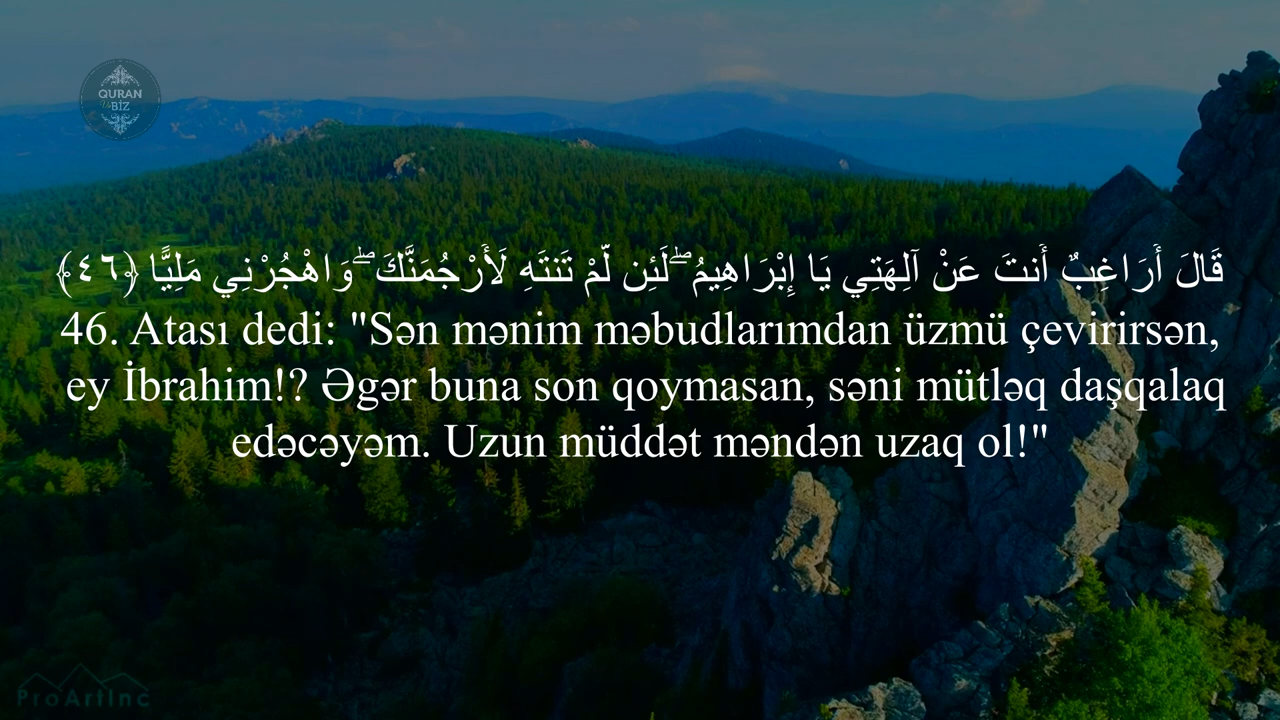 QURAN
Və
BİZ
قَالَ أَرَاغِبٌ أَنتَ عَنْ آلِهَتِي يَا إِبْرَاهِيمُ ۖ لَئِن لَّمْ تَنتَهِ لَأَرْجُمَنَّكَ ۖ وَاهْجُرْنِي مَلِيًّا ﴿٤٦﴾
46. Atası dedi: "Sən mənim məbudlarımdan üzmü çevirirsən,
ey İbrahim!? Əgər buna son qoymasan, səni mütləq daşqalaq
edəcəyəm. Uzun müddət məndən uzaq ol!"
ProArtInc